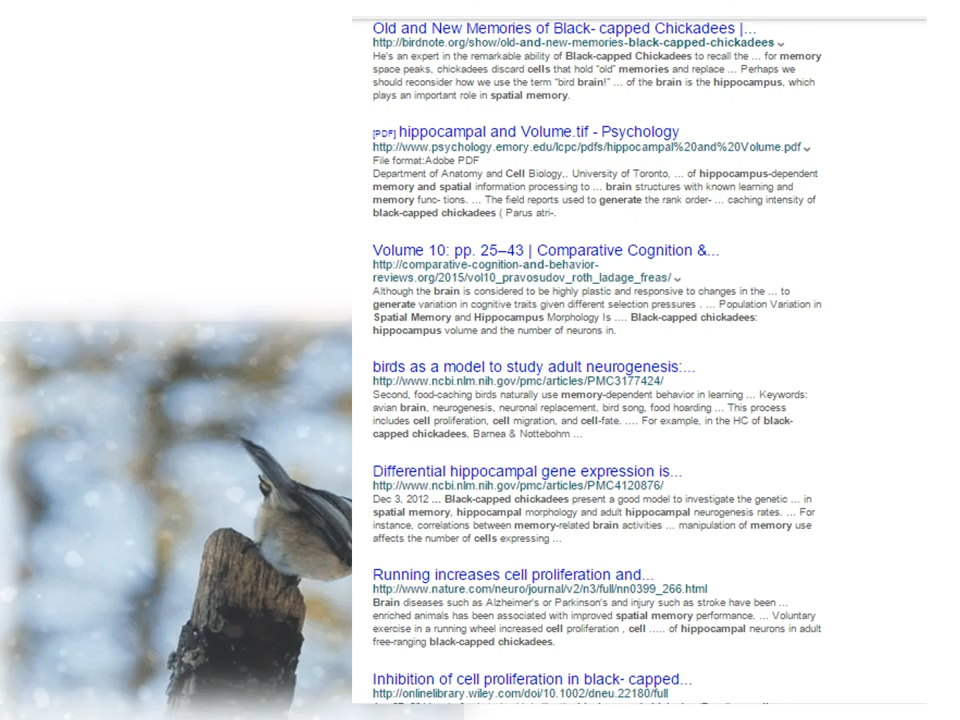 Old and New Memories of Black- capped Chickadees |...
http://birdnote.org/show/old-and-new-memories-black-capped-chickadees
He's an expert in the remarkable ability of Black-capped Chickadees to recall the ... for memory
space peaks, chickadees discard cells that hold "old" memories and replace ... Perhaps we
should reconsider how we use the term "bird brain!" ... of the brain is the hippocampus, which
plays an important role in spatial memory.
[PDF] hippocampal and Volume.tif - Psychology
http://www.psychology.emory.edu/lcpc/pdfs/hippocampal%20and%20Volume.pdf
File format:Adobe PDF
Department of Anatomy and Cell Biology,. University of Toronto, ... of hippocampus-dependent
memory and spatial information processing to ... brain structures with known learning and
memory func- tions. ... The field reports used to generate the rank order- ... caching intensity of
black-capped chickadees ( Parus atri-.
Volume 10: pp. 25–43 | Comparative Cognition &...
http://comparative-cognition-and-behavior-
reviews.org/2015/vol10_pravosudov_roth_ladage_freas/
Although the brain is considered to be highly plastic and responsive to changes in the ... to
generate variation in cognitive traits given different selection pressures . ... Population Variation in
Spatial Memory and Hippocampus Morphology Is .... Black-capped chickadees:
hippocampus volume and the number of neurons in.
birds as a model to study adult neurogenesis:...
http://www.ncbi.nlm.nih.gov/pmc/articles/PMC3177424/
Second, food-caching birds naturally use memory-dependent behavior in learning ... Keywords:
avian brain, neurogenesis, neuronal replacement, bird song, food hoarding ... This process
includes cell proliferation, cell migration, and cell-fate. .... For example, in the HC of black-
capped chickadees, Barnea & Nottebohm ...
Differential hippocampal gene expression is...
http://www.ncbi.nlm.nih.gov/pmc/articles/PMC4120876/
Dec 3, 2012 ... Black-capped chickadees present a good model to investigate the genetic ... in
spatial memory, hippocampal morphology and adult hippocampal neurogenesis rates. ... For
instance, correlations between memory-related brain activities ... manipulation of memory use
affects the number of cells expressing ...
Running increases cell proliferation and...
http://www.nature.com/neuro/journal/v2/n3/full/nn0399_266.html
Brain diseases such as Alzheimer's or Parkinson's and injury such as stroke have been ...
enriched animals has been associated with improved spatial memory performance. ... Voluntary
exercise in a running wheel increased cell proliferation , cell ..... of hippocampal neurons in adult
free-ranging black-capped chickadees.
Inhibition of cell proliferation in black- capped...
http://onlinelibrary.wiley.com/doi/10.1002/dneu.22180/full